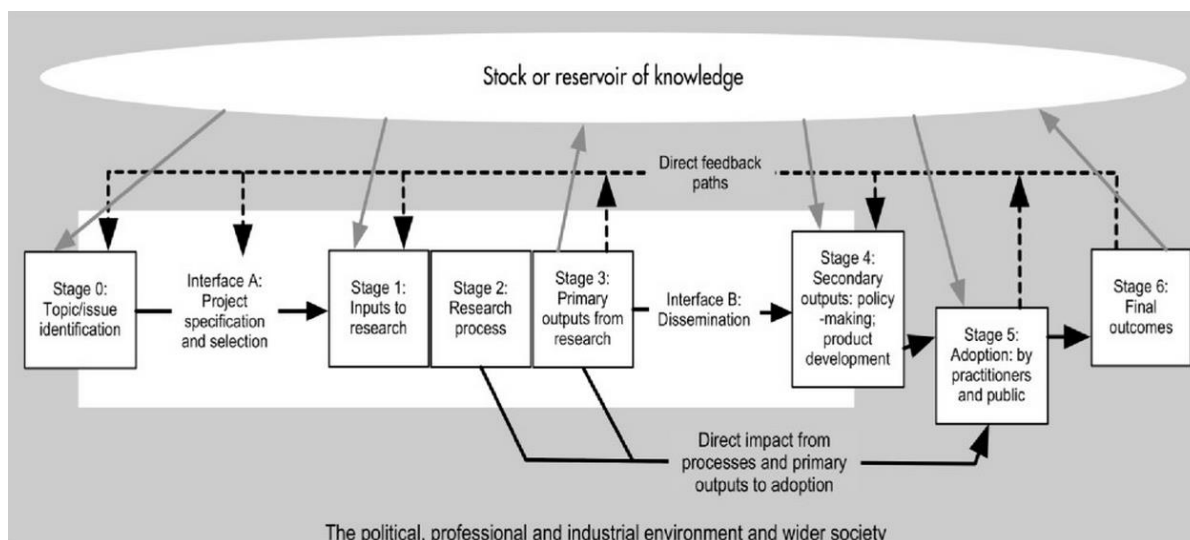 Stock or reservoir of knowledge
Direct feedback
paths
Stage 0:
Topic/issue
identification
Interface A:
Project
specification
and selection
Stage 1:
Inputs to
research
Stage 2:
Research
process
Stage 3:
Primary
outputs from
research
Interface B:
Dissemination
Stage 4:
Secondary
outputs: policy
-making;
product
development
Stage 5:
Adoption: by
practitioners
and public
Stage 6:
Final
outcomes
Direct impact from
processes and primary
outputs to adoption
The political, professional and industrial environment and wider society